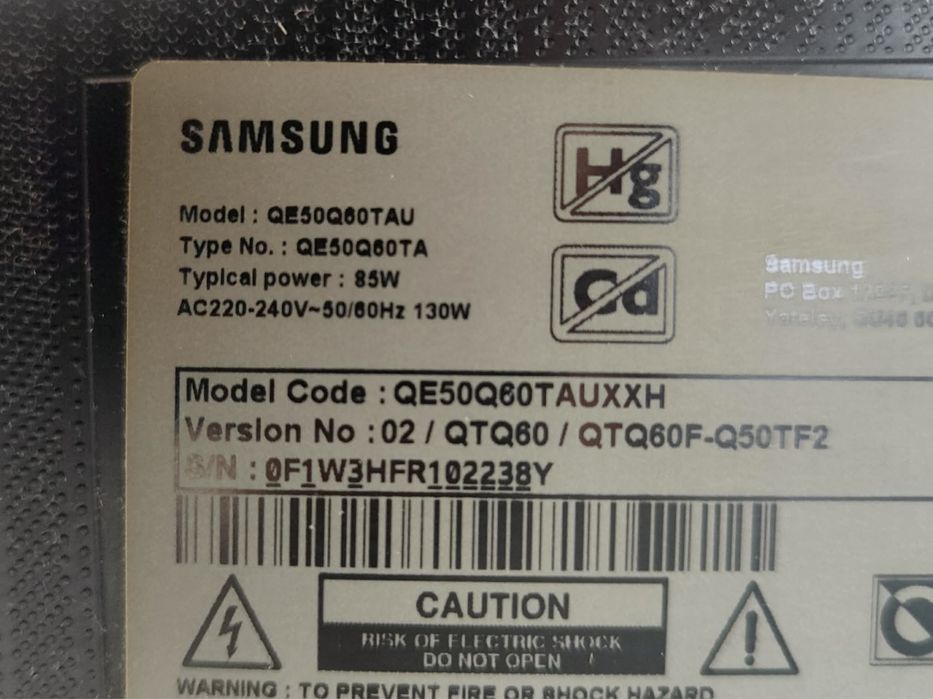 SAMSUNG
Hg
Model : QE50Q60TAU
Type No. : QE50Q60TA
Typical power : 85W
AC220-240V~50/60Hz 130W
Cd
Samsung
PO Box
Yateley, GU46
Model Code : QE50Q60TAUXXH
Version No : 02 / QTQ60 / QTQ60F-Q50TF2
S/N : 0F1W3HFR102238Y
CAUTION
RISK OF ELECTRIC SHOCK
DO NOT OPEN
WARNING : TO PREVENT FIRE OR SHOCK HAZARD